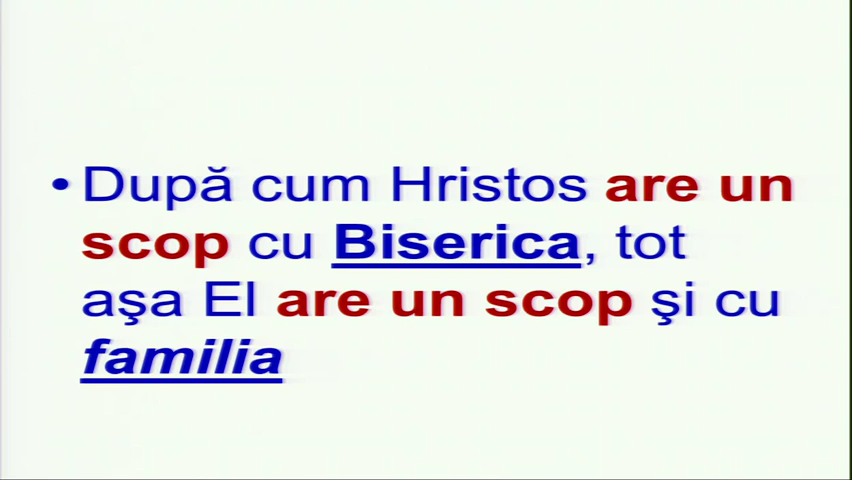 • După cum Hristos are un
scop cu Biserica, tot
aşa El are un scop şi cu
familia